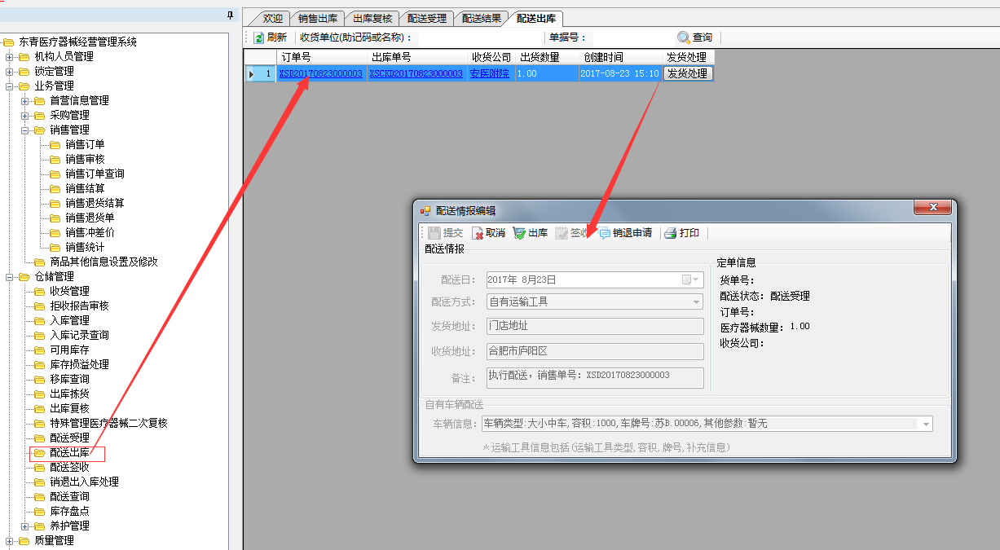 欢迎 销售出库 出库复核 配送受理 配送结果 配送出库
刷新 收货单位(助记码或名称): 单据号: 查询
订单号 出库单号 收货公司 出货数量 创建时间 发货处理
1 XSD20170823000003 XSCKD20170823000003 安医附院 1.00 2017-08-23 15:10 发货处理
东青医疗器械经营管理系统
机构人员管理
锁定管理
业务管理
首营信息管理
采购管理
销售管理
销售订单
销售审核
销售订单查询
销售结算
销售退货结算
销售退货单
销售冲差价
销售统计
商品其他信息设置及修改
仓储管理
收货管理
拒收报告审核
入库管理
入库记录查询
可用库存
库存损溢处理
移库查询
出库拣货
出库复核
特殊管理医疗器械二次复核
配送受理
配送出库
配送签收
销退出入库处理
配送查询
库存盘点
养护管理
质量管理
配送情报编辑
提交 取消 出库 签收 销退申请 打印
配送情报
配送日: 2017年 8月23日
配送方式: 自有运输工具
发货地址: 门店地址
收货地址: 合肥市庐阳区
备注: 执行配送,销售单号: XSD20170823000003
定单信息
货单号:
配送状态: 配送受理
订单号:
医疗器械数量: 1.00
收货公司:
自有车辆配送
车辆信息: 车辆类型:大小中车,容积:1000,车牌号:苏B.00006,其他参数:暂无
*运输工具信息包括(运输工具类型,容积,牌号,补充信息)